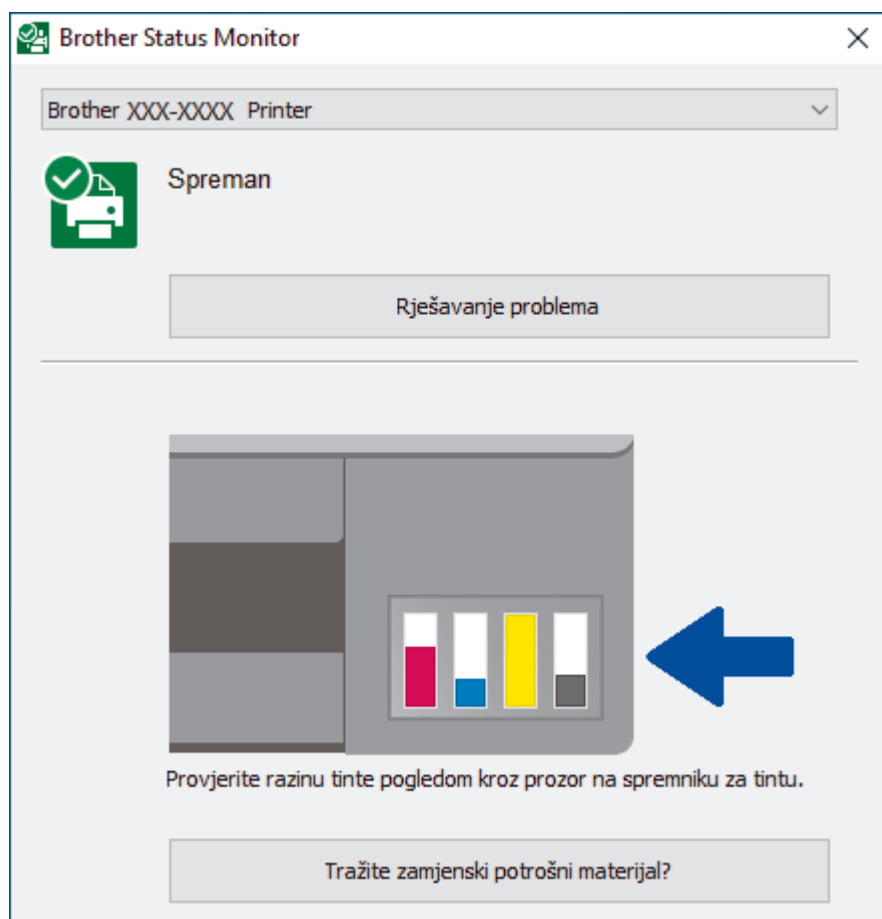 Brother Status Monitor
Brother XXX-XXXX Printer
Spreman
Rješavanje problema
Provjerite razinu tinte pogledom kroz prozor na spremniku za tintu.
Tražite zamjenski potrošni materijal?